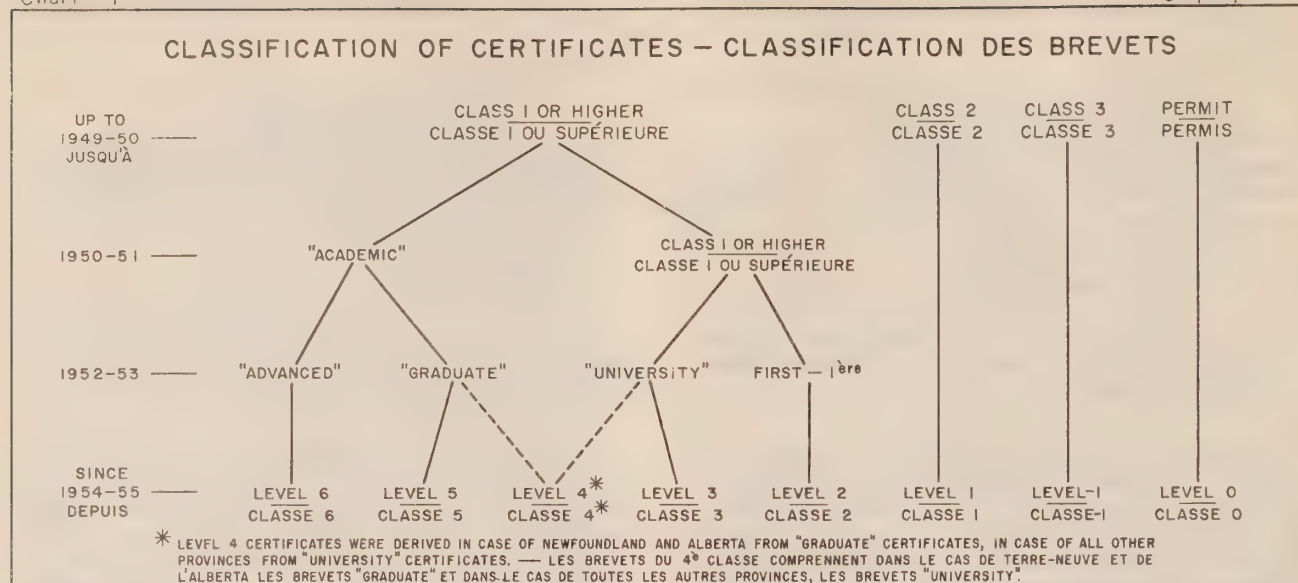 CLASSIFICATION OF CERTIFICATES — CLASSIFICATION DES BREVETS
UP TO
1949-50
JUSQU'À
CLASS I OR HIGHER
CLASSE I OU SUPÉRIEURE
CLASS 2
CLASSE 2
CLASS 3
CLASSE 3
PERMIT
PERMIS
1950-51
"ACADEMIC"
CLASS I OR HIGHER
CLASSE I OU SUPÉRIEURE
1952-53
"ADVANCED"
"GRADUATE"
"UNIVERSITY"
FIRST — Ière
SINCE
1954-55
DEPUIS
LEVEL 6
CLASSE 6
LEVEL 5
CLASSE 5
LEVEL 4*
CLASSE 4*
LEVEL 3
CLASSE 3
LEVEL 2
CLASSE 2
LEVEL I
CLASSE I
LEVEL-I
CLASSE-I
LEVEL 0
CLASSE 0
* LEVEL 4 CERTIFICATES WERE DERIVED IN CASE OF NEWFOUNDLAND AND ALBERTA FROM "GRADUATE" CERTIFICATES, IN CASE OF ALL OTHER
PROVINCES FROM "UNIVERSITY" CERTIFICATES. — LES BREVETS DU 4e CLASSE COMPRENNENT DANS LE CAS DE TERRE-NEUVE ET DE
L'ALBERTA LES BREVETS "GRADUATE" ET DANS LE CAS DE TOUTES LES AUTRES PROVINCES, LES BREVETS "UNIVERSITY".